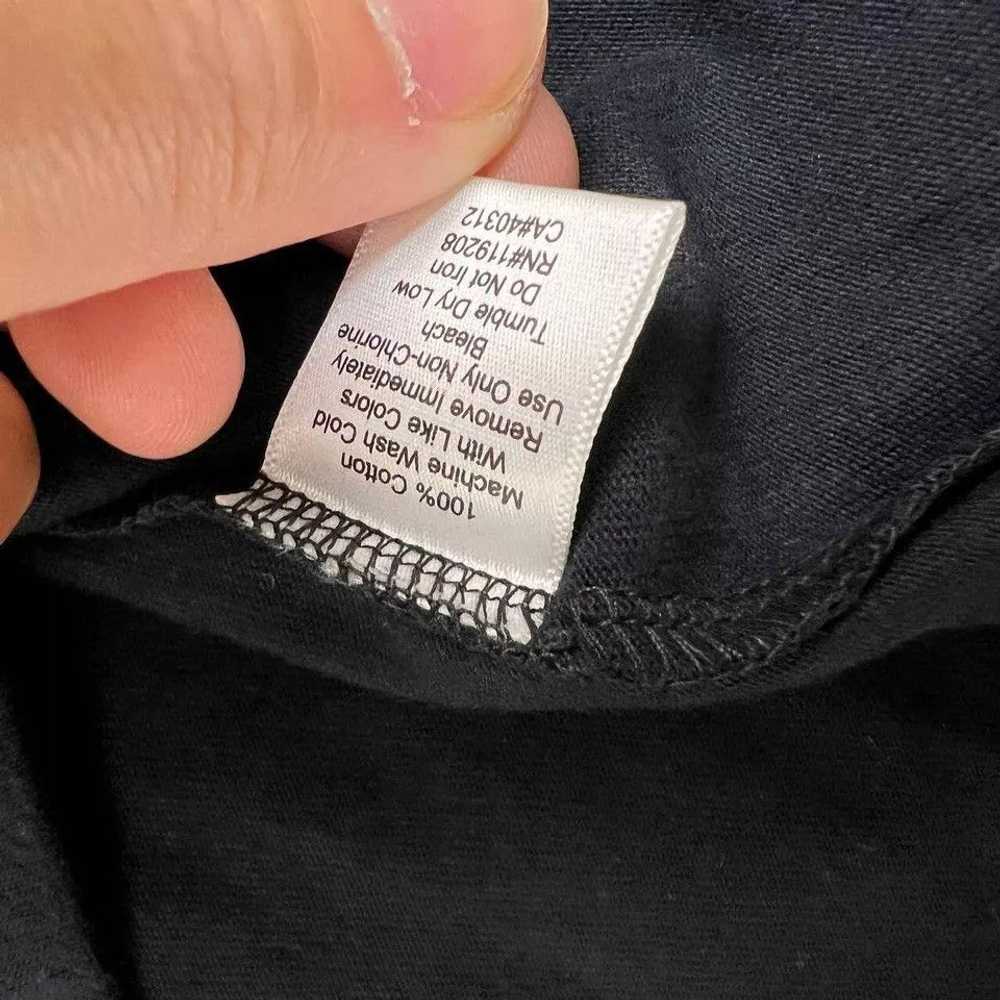 100% Cotton
Machine Wash Cold
With Like Colors
Remove Immediately
Use Only Non-Chlorine
Bleach
Tumble Dry Low
Do Not Iron
RN#119208
CA#40312